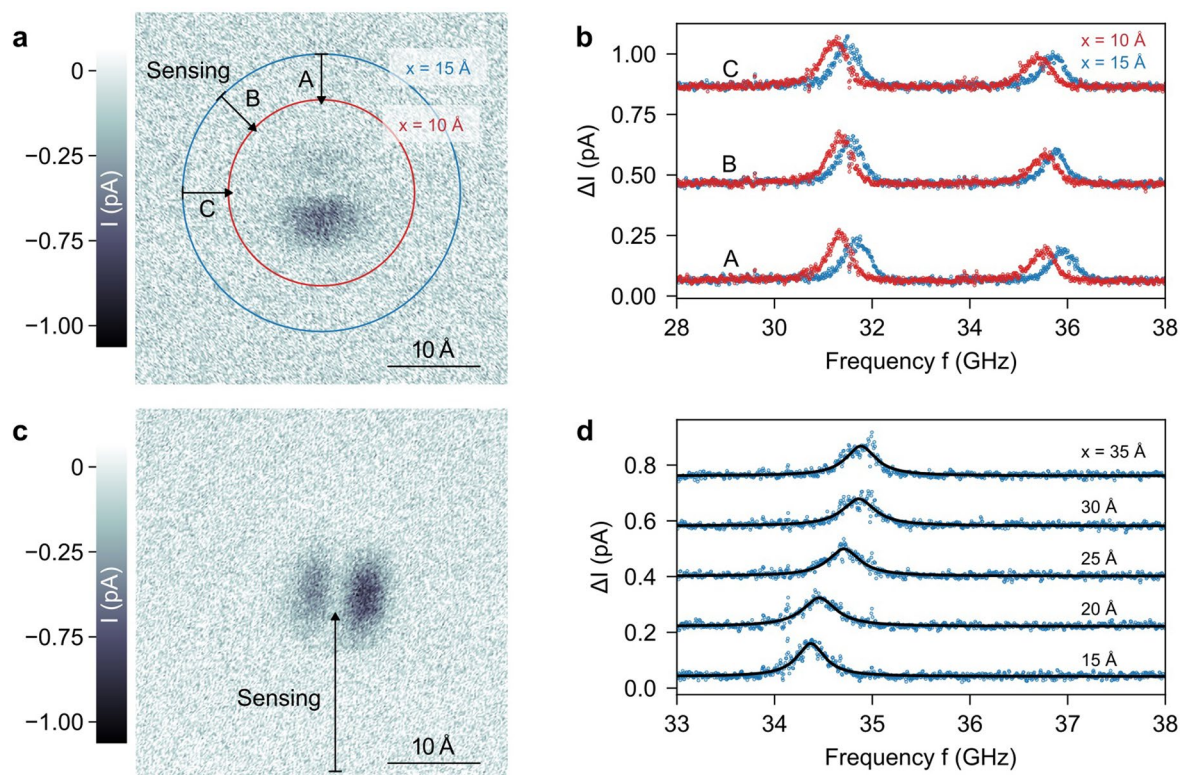 a
0
−0.25
−0.50
−0.75
−1.00
I (pA)
Sensing
A
B
C
x = 15 Å
x = 10 Å
10 Å
b
1.00
0.75
0.50
0.25
0.00
ΔI (pA)
C
B
A
x = 10 Å
x = 15 Å
28 30 32 34 36 38
Frequency f (GHz)
c
0
−0.25
−0.50
−0.75
−1.00
I (pA)
Sensing
10 Å
d
0.8
0.6
0.4
0.2
0.0
ΔI (pA)
x = 35 Å
30 Å
25 Å
20 Å
15 Å
33 34 35 36 37 38
Frequency f (GHz)